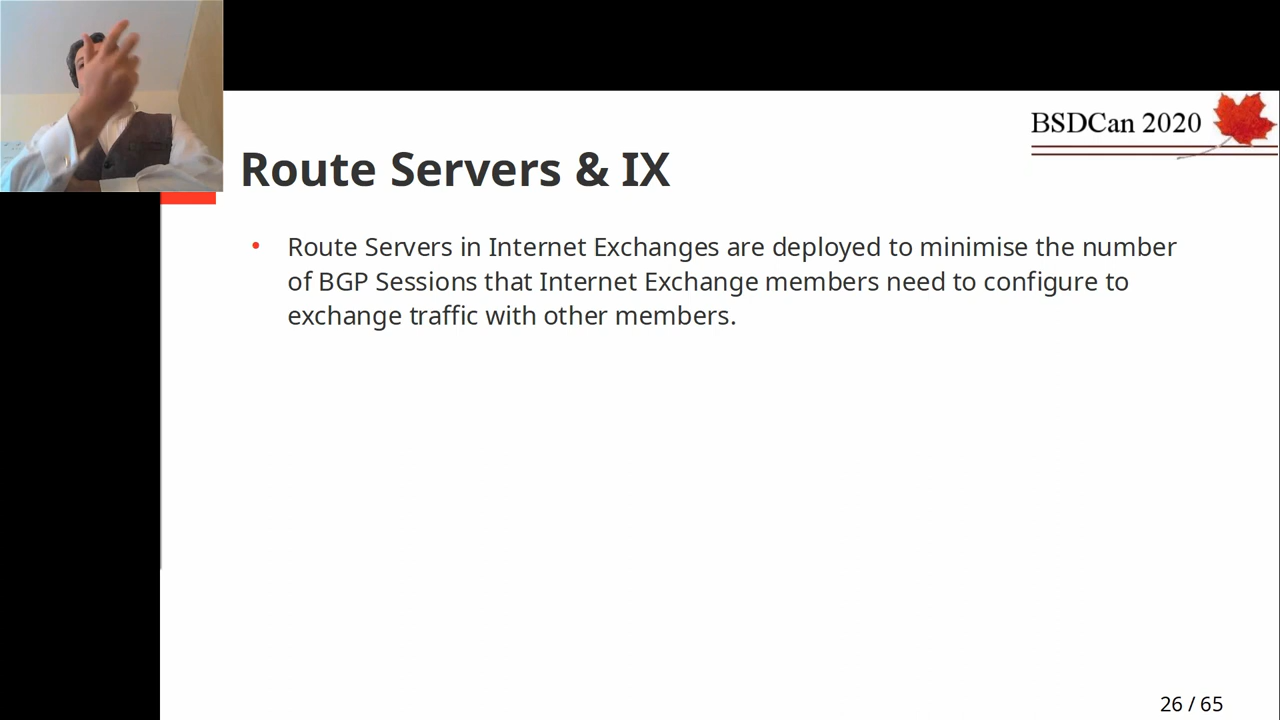 BSDCan 2020
Route Servers & IX
• Route Servers in Internet Exchanges are deployed to minimise the number
of BGP Sessions that Internet Exchange members need to configure to
exchange traffic with other members.
26 / 65